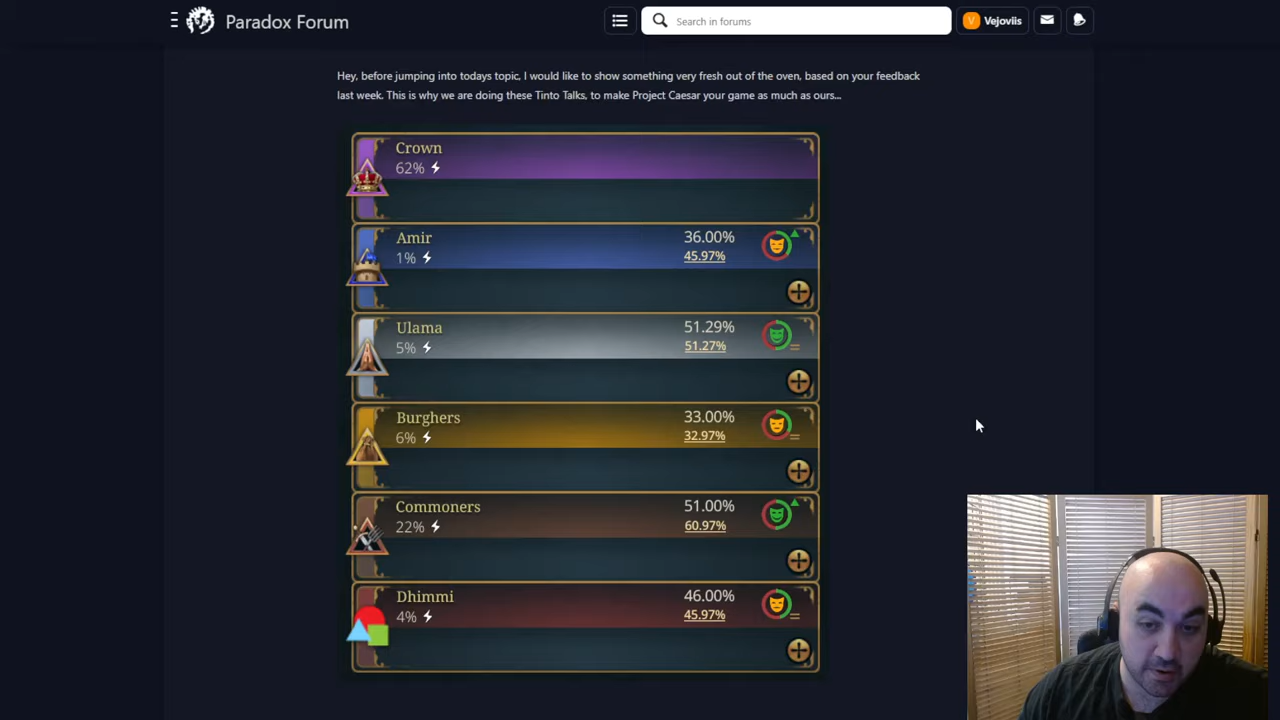 Paradox Forum
Search in forums
V Vejovlis
Hey, before jumping into todays topic, I would like to show something very fresh out of the oven, based on your feedback
last week. This is why we are doing these Tinto Talks, to make Project Caesar your game as much as ours...
Crown
62%
Amir 36.00%
1% 45.97%
Ulama 51.29%
5% 51.27%
Burghers 33.00%
6% 32.97%
Commoners 51.00%
22% 60.97%
Dhimmi 46.00%
4% 45.97%